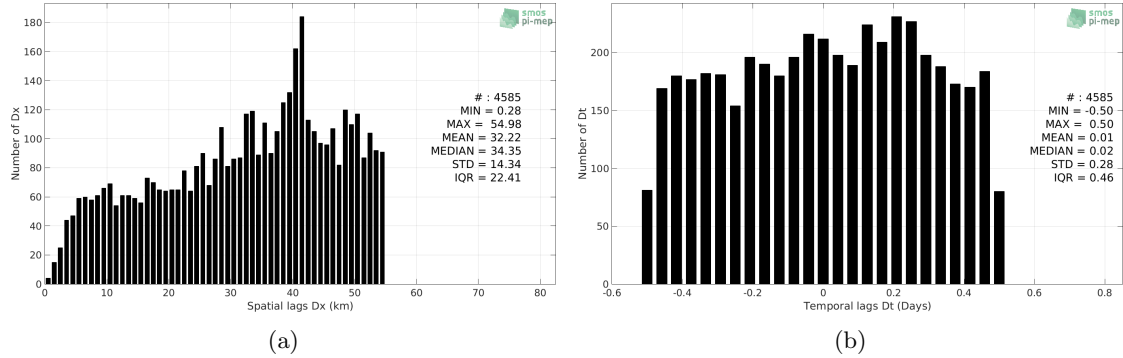 180
160
140
120
100
80
60
40
20
0
Number of Dx
0
10
20
30
40
50
60
70
80
Spatial lags Dx (km)
smos
pi-mep
# : 4585
MIN = 0.28
MAX = 54.98
MEAN = 32.22
MEDIAN = 34.35
STD = 14.34
IQR = 22.41
(a)
200
150
100
50
0
Number of Dt
-0.6
-0.4
-0.2
0
0.2
0.4
0.6
0.8
Temporal lags Dt (Days)
smos
pi-mep
# : 4585
MIN = -0.50
MAX = 0.50
MEAN = 0.01
MEDIAN = 0.02
STD = 0.28
IQR = 0.46
(b)